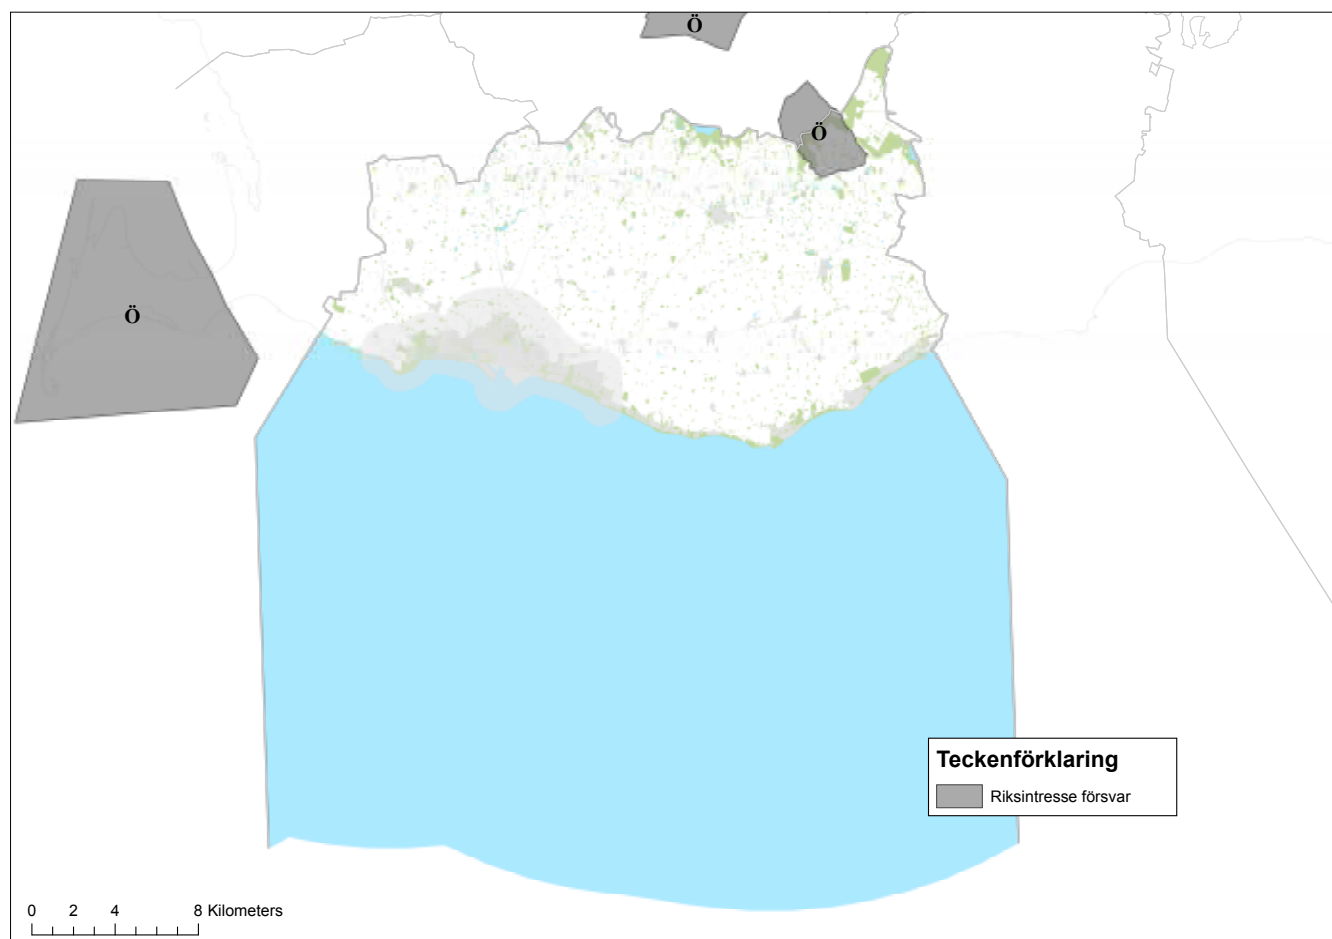 Ö
Ö
Ö
Teckenförklaring
Riksintresse försvar
0 2 4 8 Kilometers